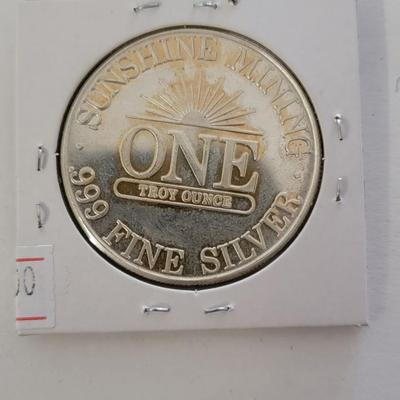 · SUNSHINE MINING ·
ONE
TROY OUNCE
.999 FINE SILVER